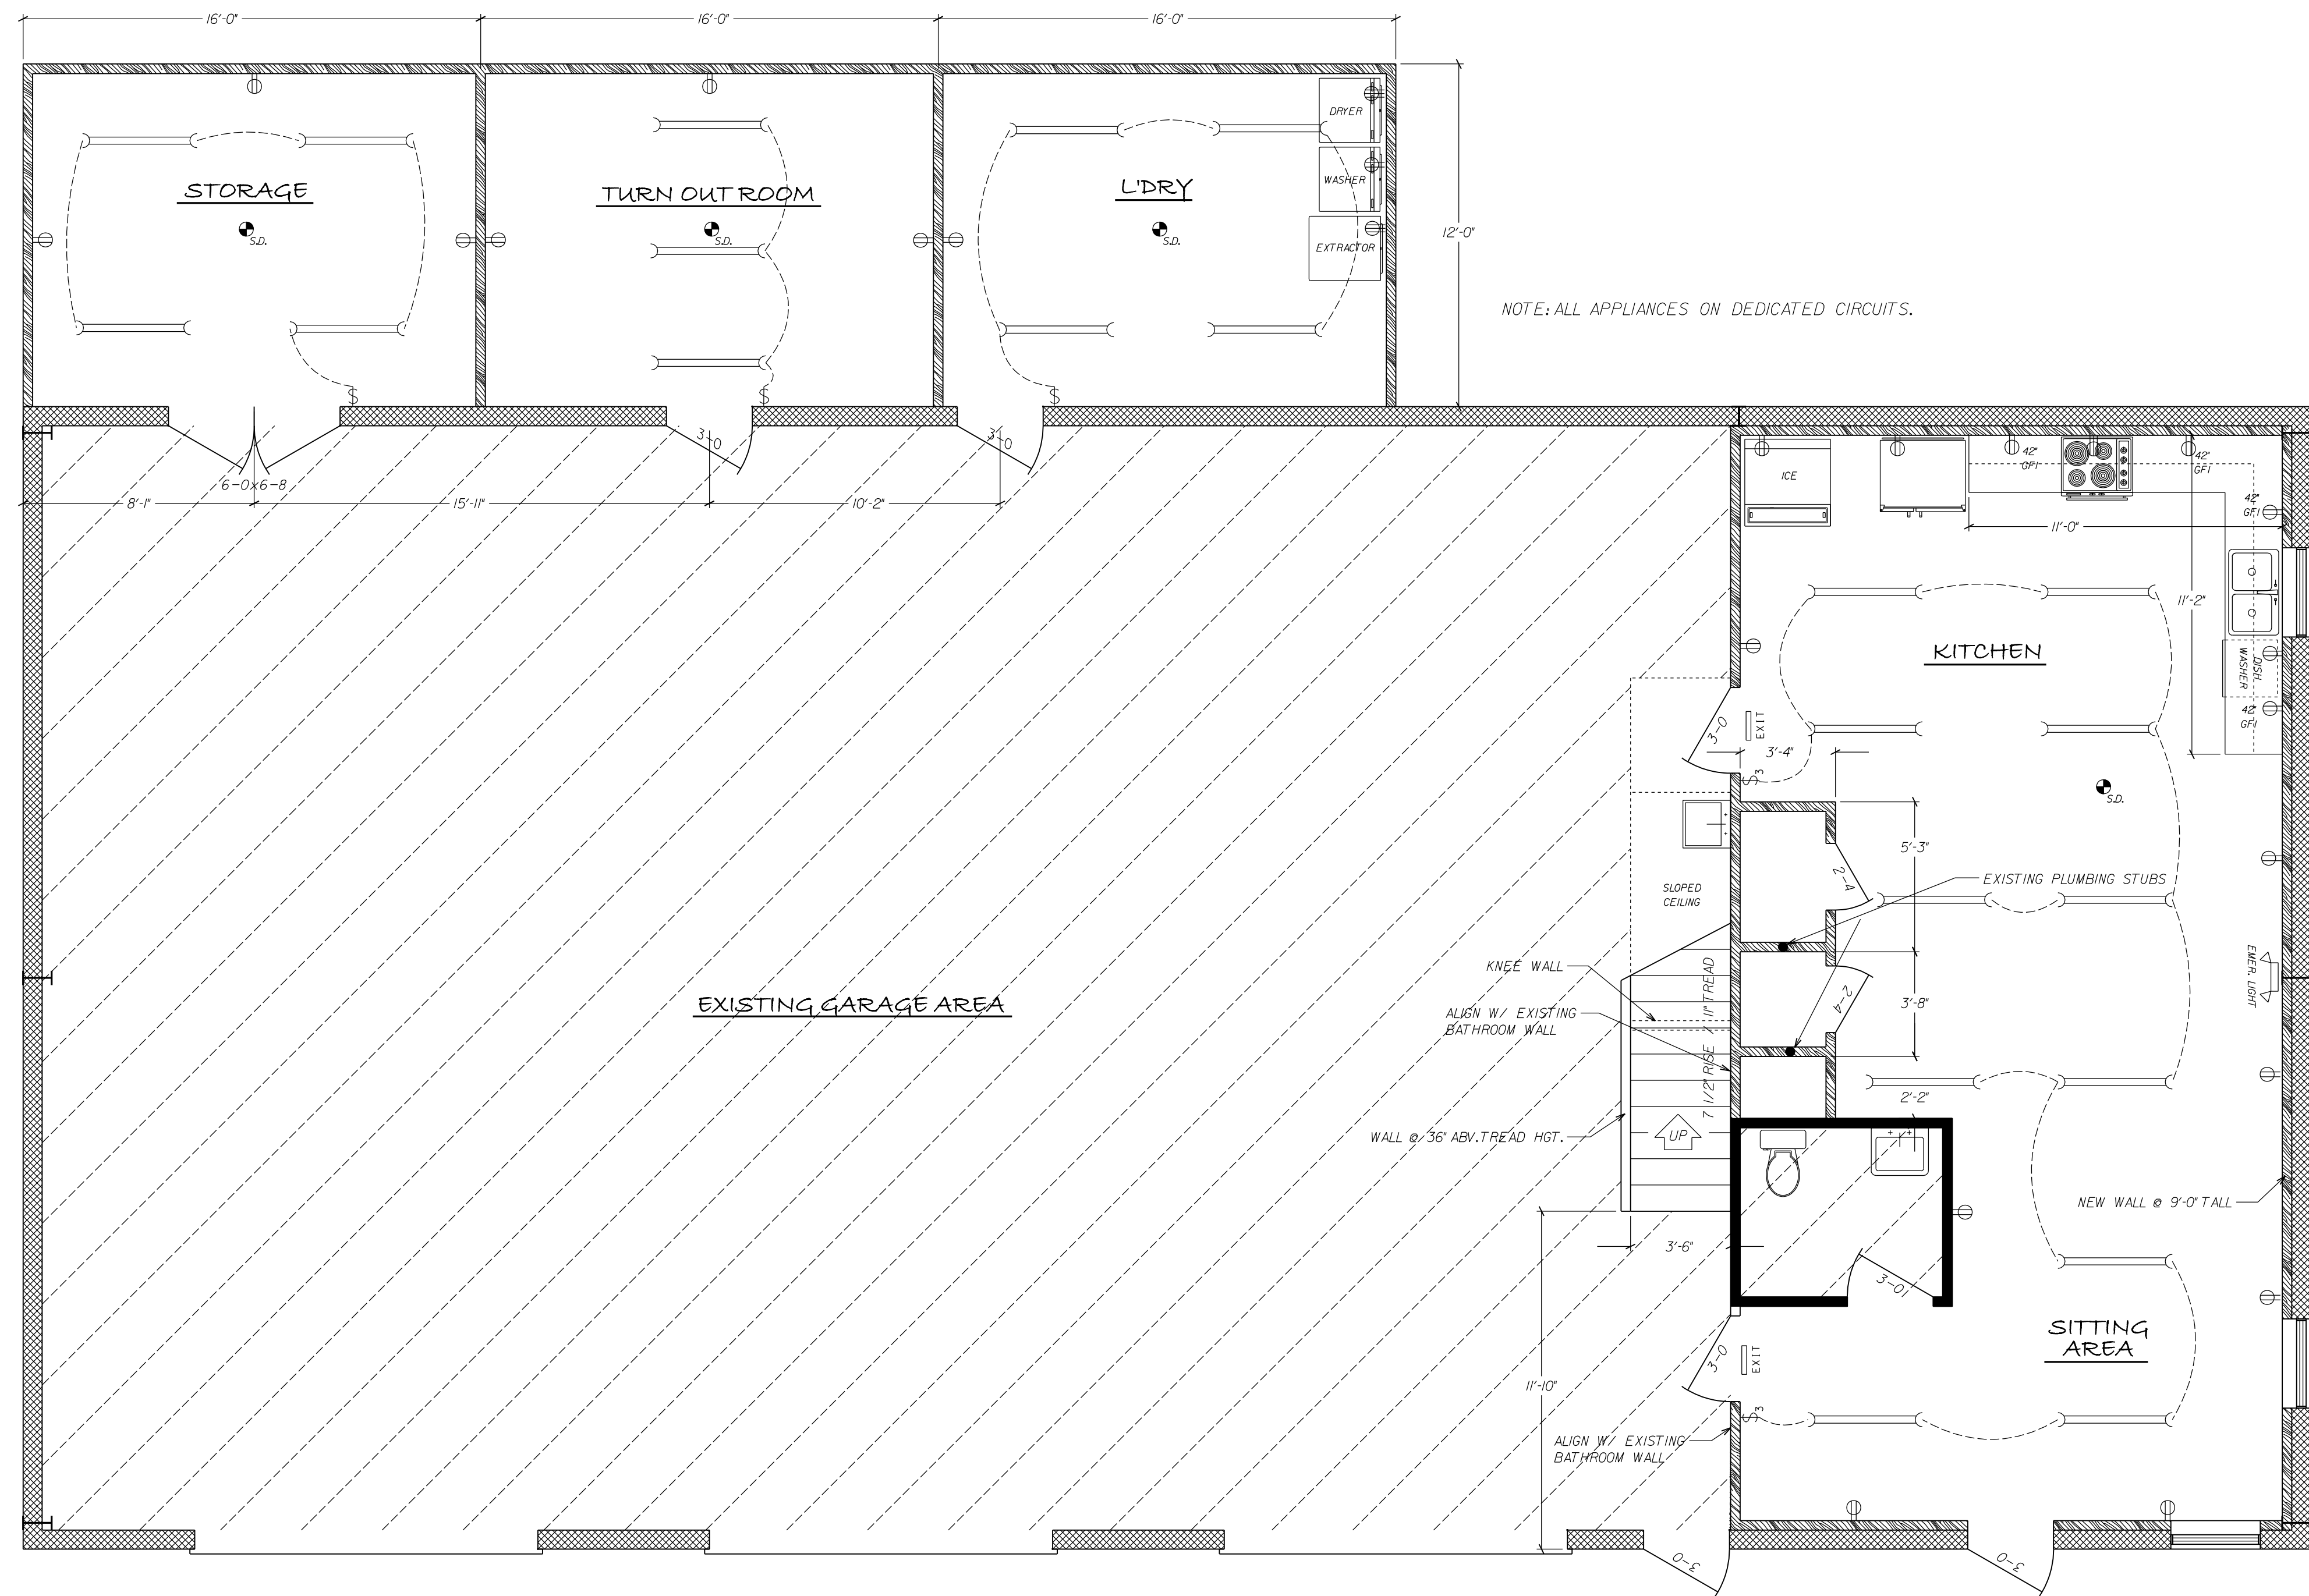 16'-0"
16'-0"
16'-0"
DRYER
WASHER
EXTRACTOR
STORAGE
S.D.
TURN OUT ROOM
S.D.
L'DRY
S.D.
12'-0"
NOTE: ALL APPLIANCES ON DEDICATED CIRCUITS.
$
$
$
3-0
3-0
6-0x6-8
8'-1"
15'-11"
10'-2"
ICE
42"
GFI
42"
GFI
42"
GFI
11'-0"
11'-2"
KITCHEN
DISH.
WASHER
42"
GFI
3-0
EXIT
3'-4"
$3
S.D.
5'-3"
2-4
EXISTING PLUMBING STUBS
SLOPED
CEILING
KNEE WALL
EMER. LIGHT
2-4
3'-8"
EXISTING GARAGE AREA
ALIGN W/ EXISTING
BATHROOM WALL
7 1/2" RISE / 11" TREAD
2'-2"
WALL @ 36" ABV. TREAD HGT.
UP
NEW WALL @ 9'-0" TALL
3'-6"
3-0
SITTING
AREA
3-0
EXIT
11'-10"
$3
ALIGN W/ EXISTING
BATHROOM WALL
3-0
3-0